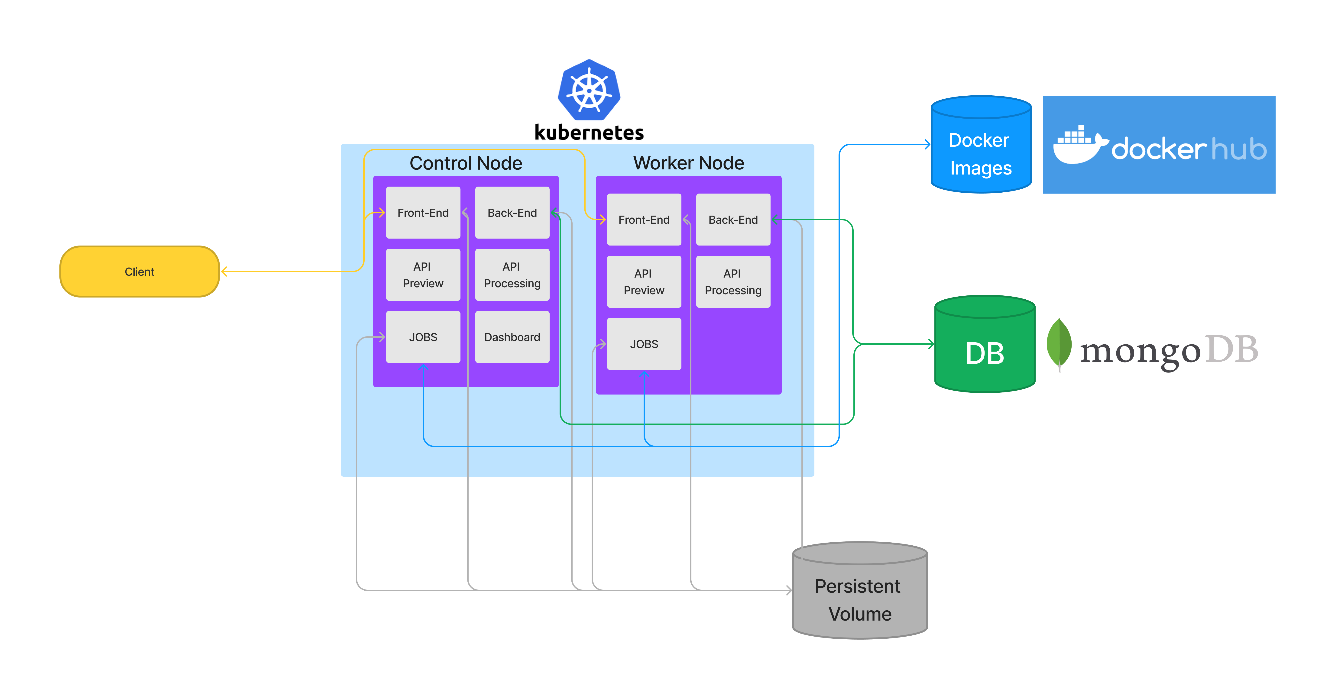 kubernetes
Control Node
Worker Node
Front-End
Back-End
API
Preview
API
Processing
JOBS
Dashboard
Front-End
Back-End
API
Preview
API
Processing
JOBS
Client
Docker
Images
dockerhub
DB
mongoDB
Persistent
Volume